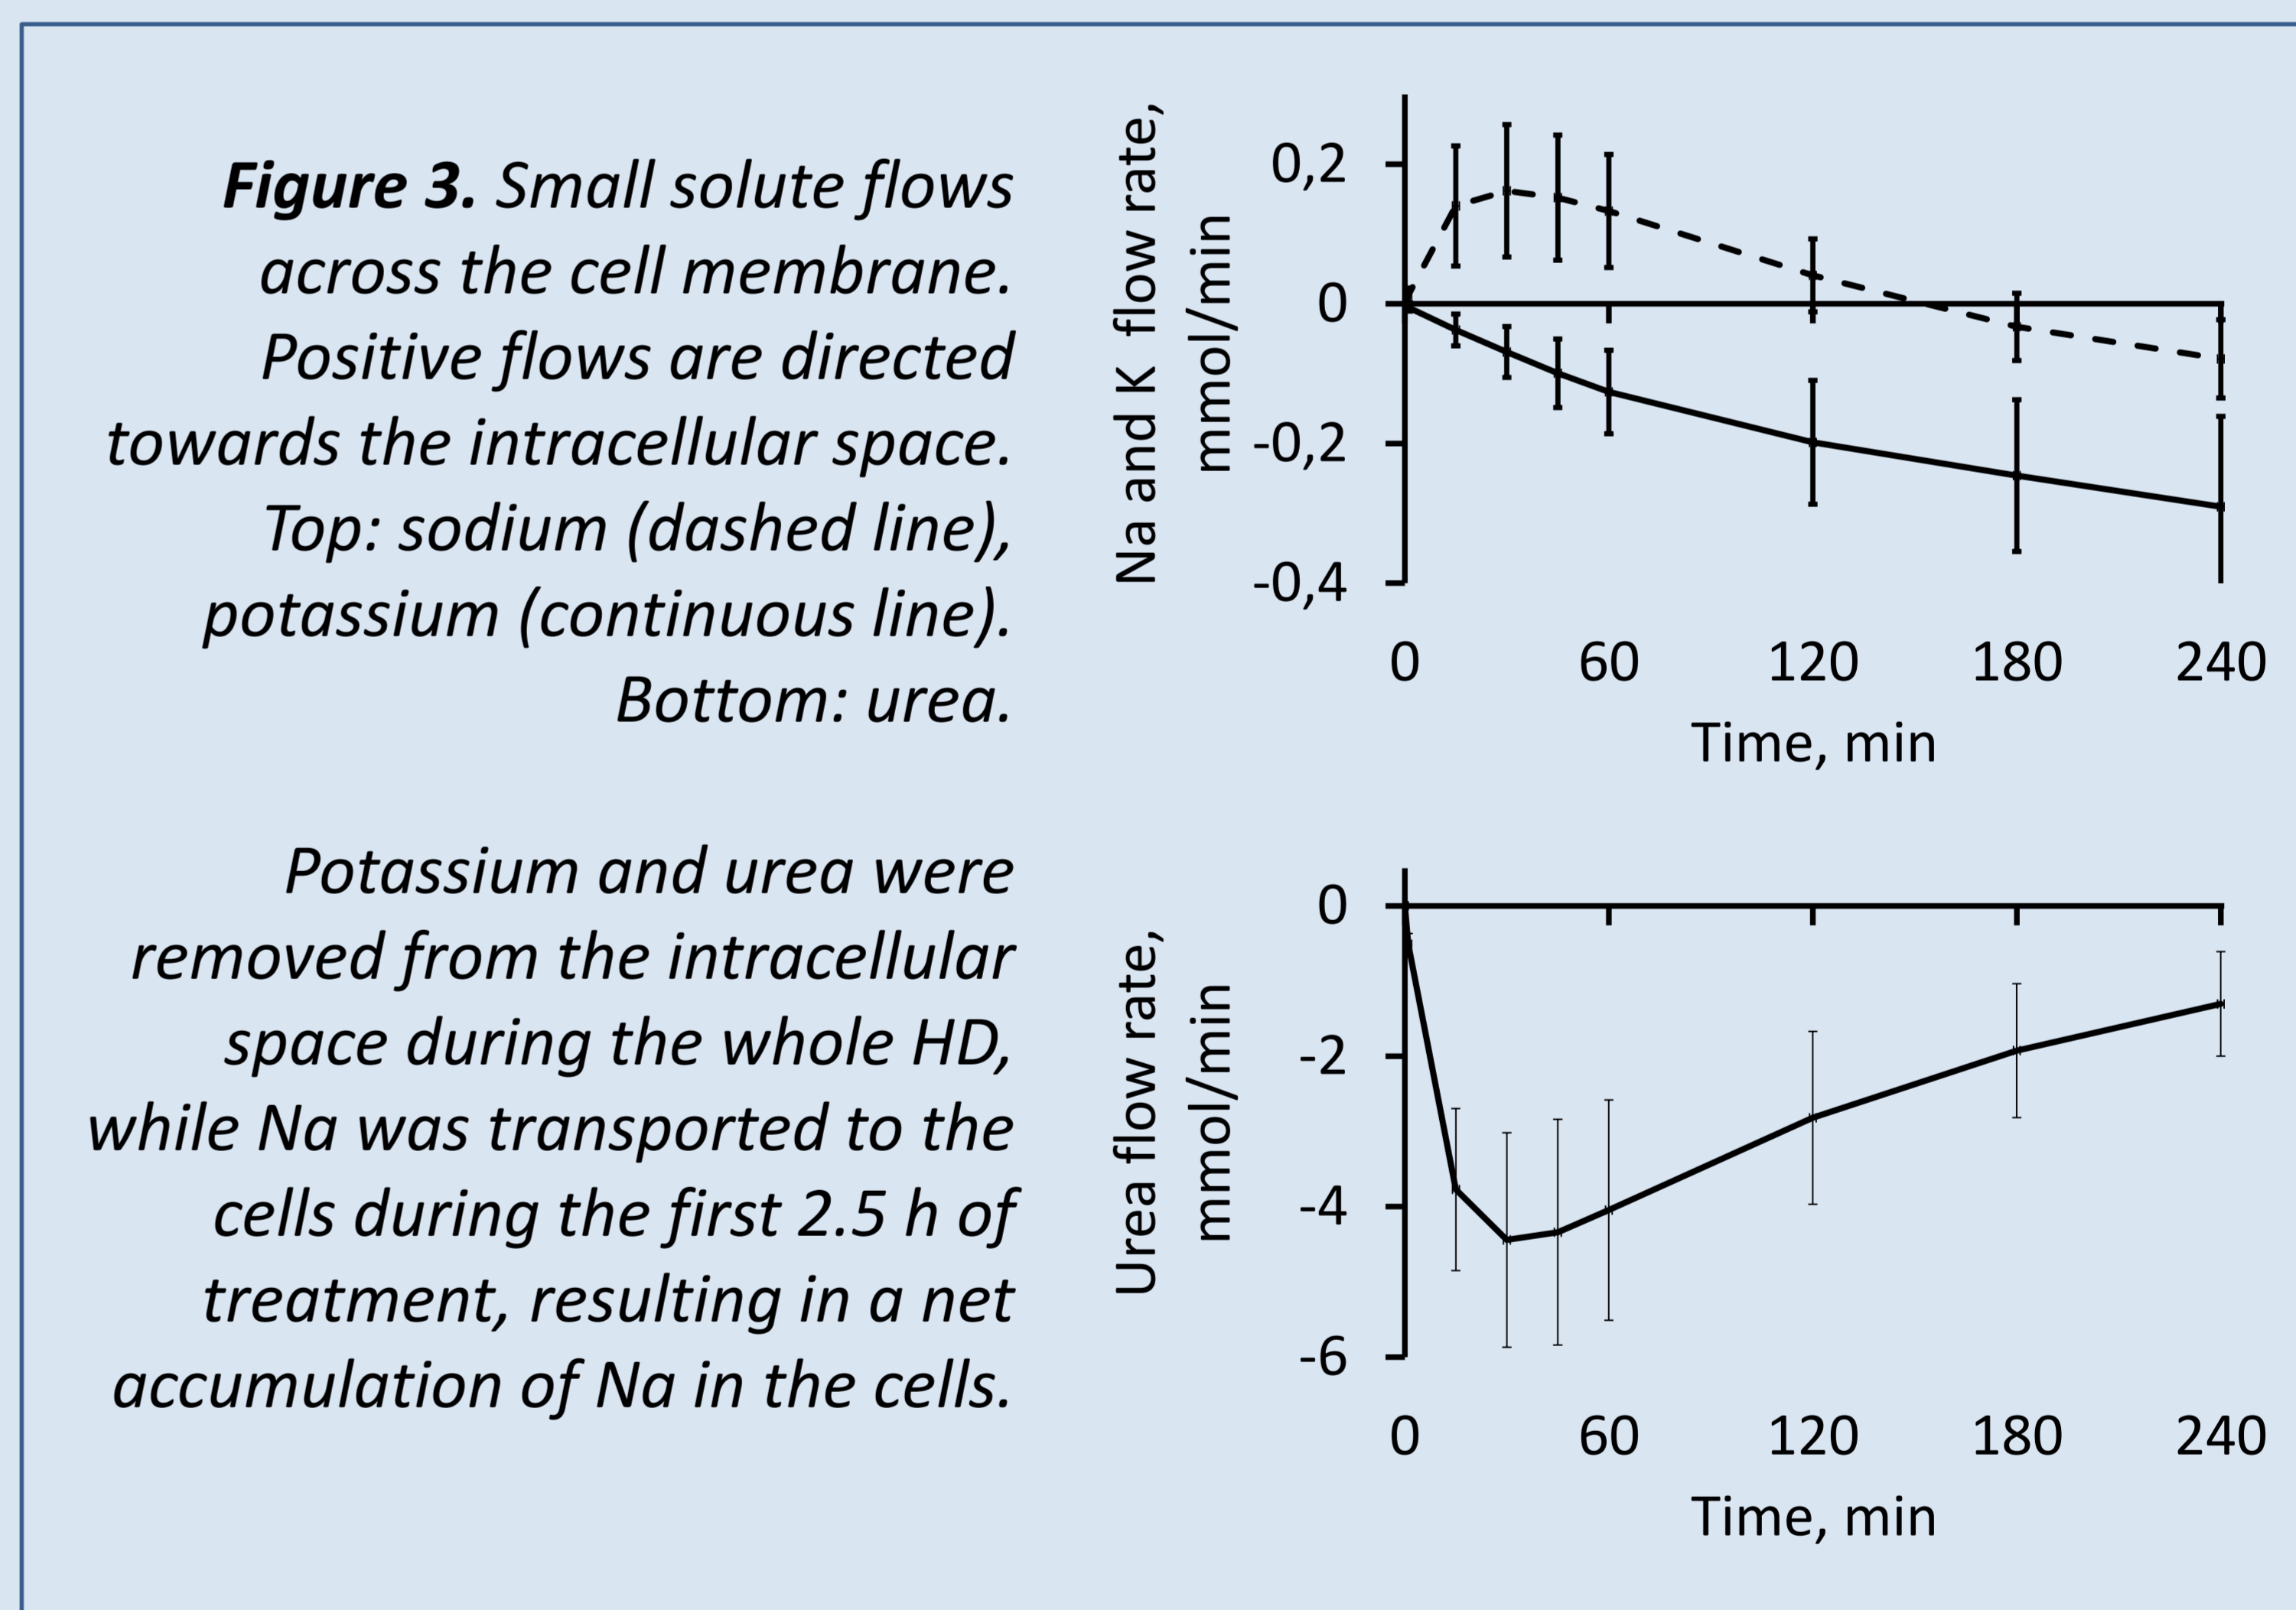 Figure 3. Small solute flows
across the cell membrane.
Positive flows are directed
towards the intracellular space.
Top: sodium (dashed line),
potassium (continuous line).
Bottom: urea.
Potassium and urea were
removed from the intracellular
space during the whole HD,
while Na was transported to the
cells during the first 2.5 h of
treatment, resulting in a net
accumulation of Na in the cells.
Na and K flow rate,
mmol/min
0,2
0
-0,2
-0,4
0 60 120 180 240
Time, min
Urea flow rate,
mmol/min
0
-2
-4
-6
0 60 120 180 240
Time, min